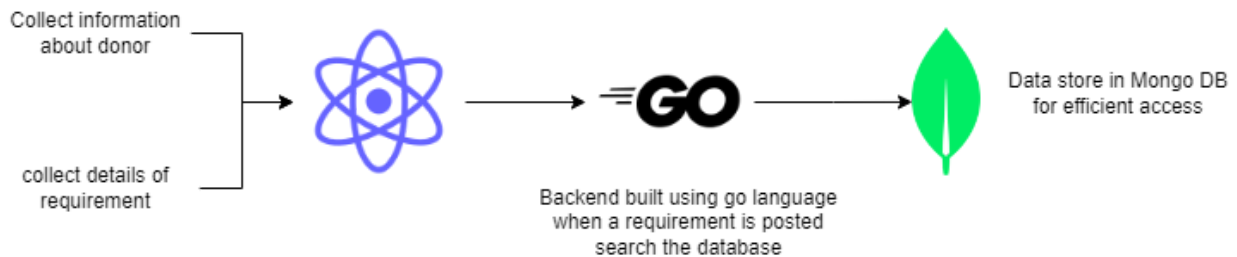 Collect information
about donor
collect details of
requirement
GO
Backend built using go language
when a requirement is posted
search the database
Data store in Mongo DB
for efficient access